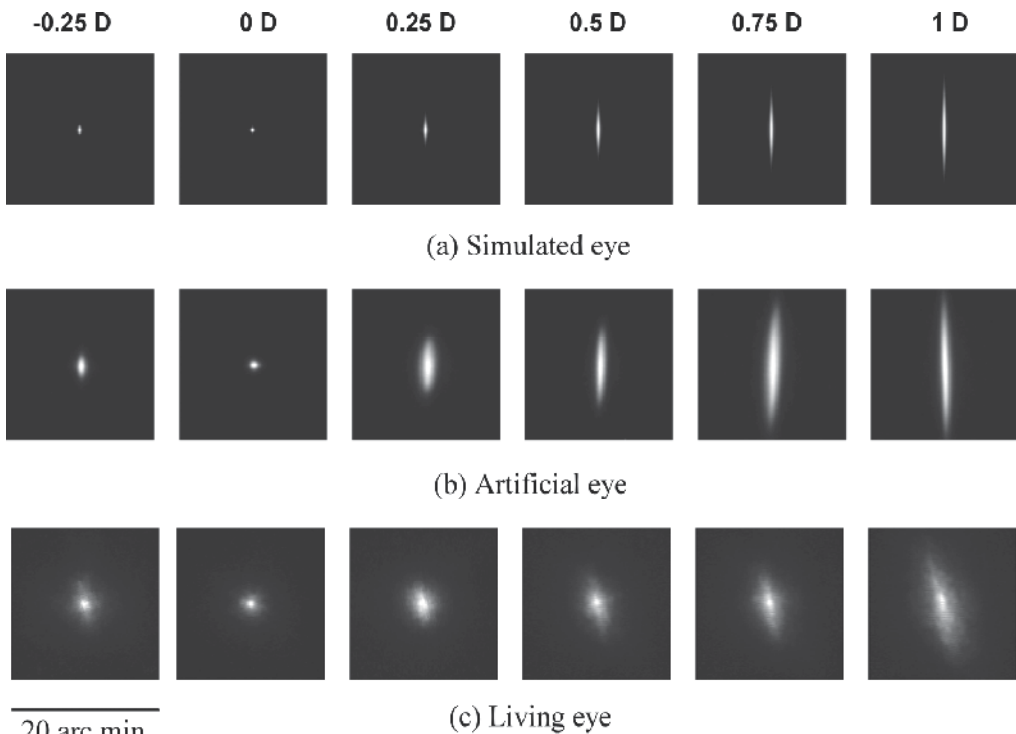 -0.25 D 0 D 0.25 D 0.5 D 0.75 D 1 D
(a) Simulated eye
(b) Artificial eye
(c) Living eye
20 arc min